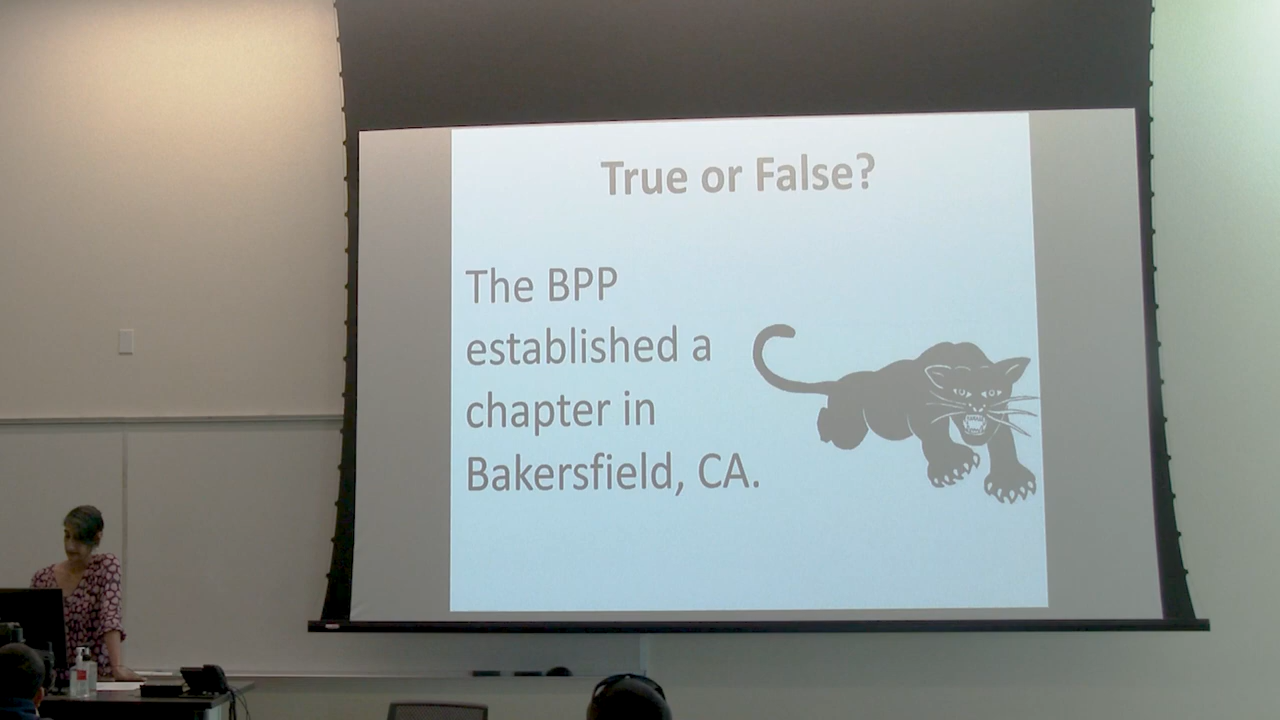 True or False?
The BPP
established a
chapter in
Bakersfield, CA.